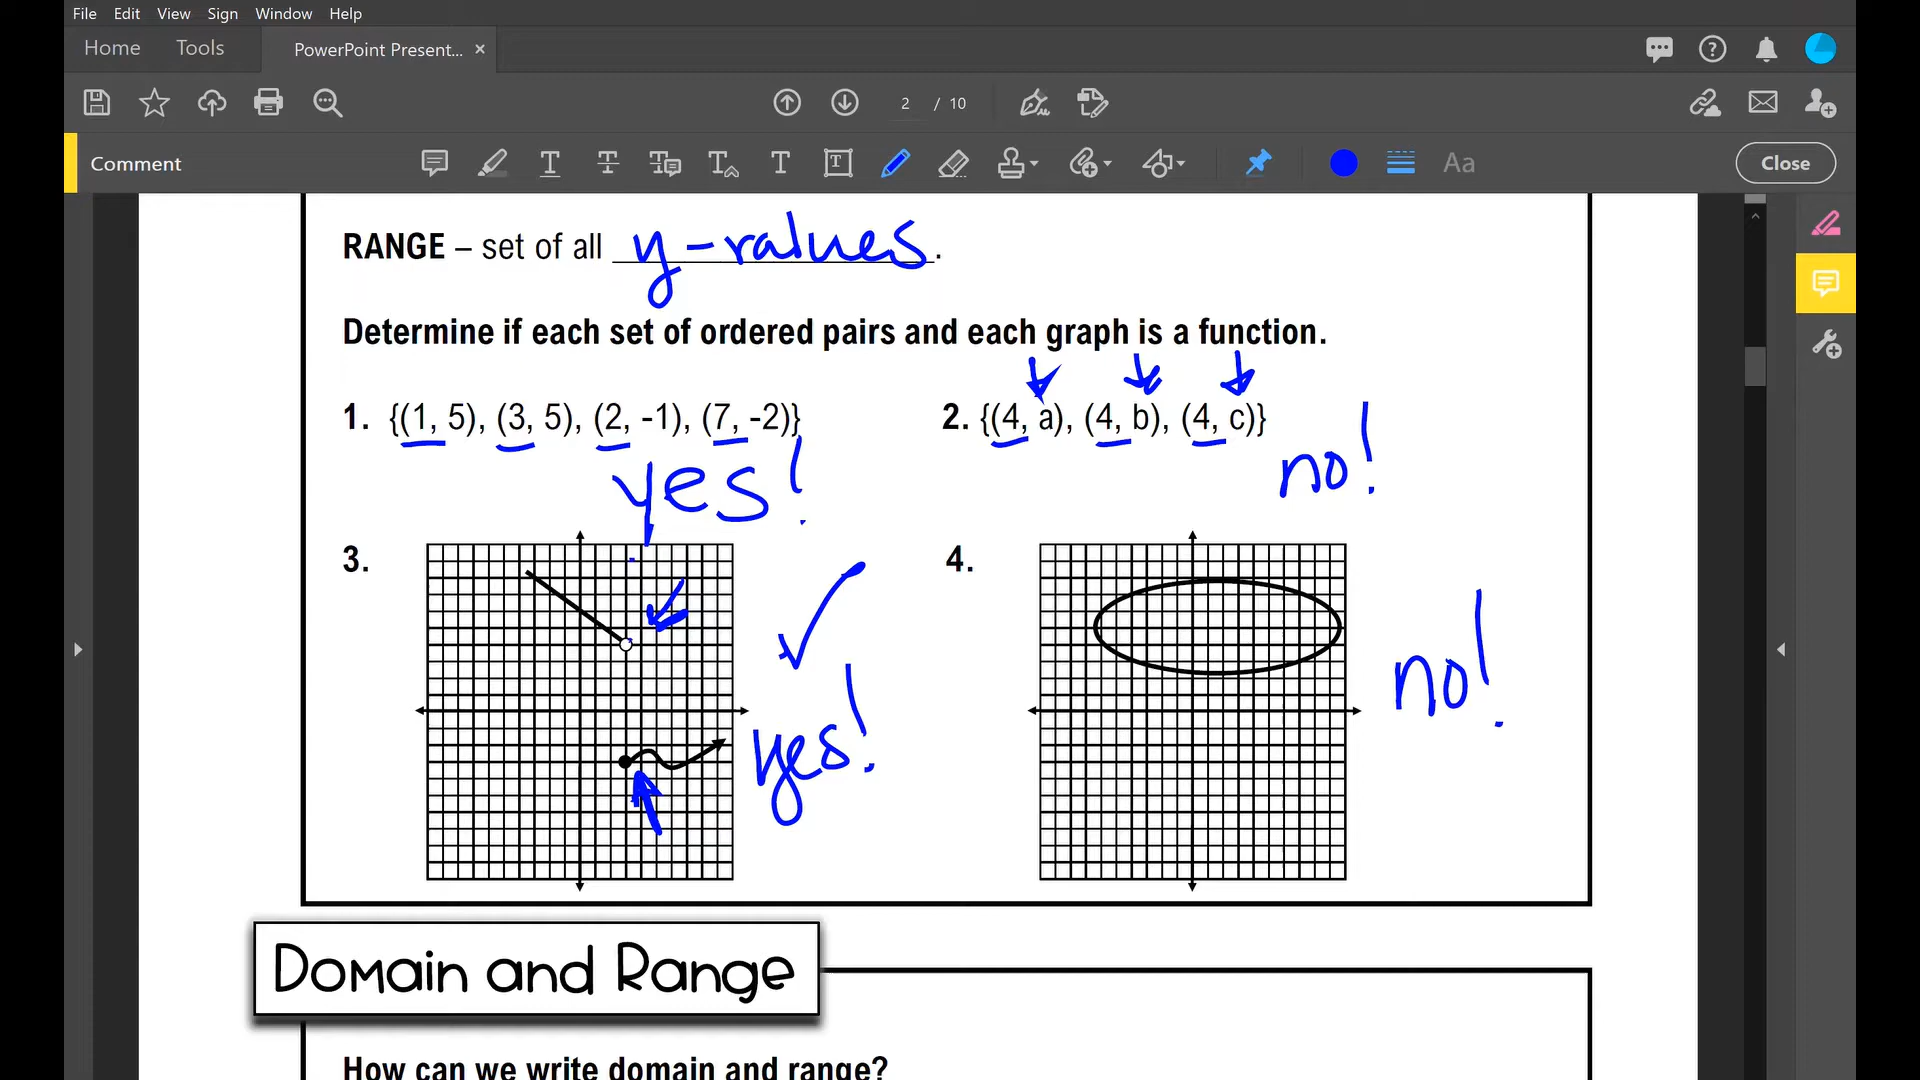 File Edit View Sign Window Help
Home Tools PowerPoint Present... ×
2 / 10
Comment Aa Close
RANGE – set of all y-values.
Determine if each set of ordered pairs and each graph is a function.
1. {(1, 5), (3, 5), (2, -1), (7, -2)} 2. {(4, a), (4, b), (4, c)}
yes! no!
3. 4.
yes! no!
Domain and Range
How can we write domain and range?